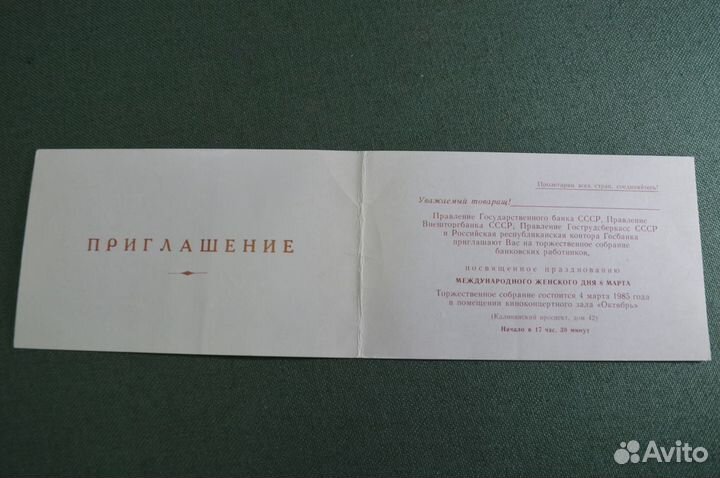 ПРИГЛАШЕНИЕ
Пролетарии всех стран, соединяйтесь!
Уважаемый товарищ!
Правление Государственного банка СССР, Правление
Внешторгбанка СССР, Правление Гострудсберкасс СССР
и Российская республиканская контора Госбанка
приглашают Вас на торжественное собрание
банковских работников,
посвященное празднованию
МЕЖДУНАРОДНОГО ЖЕНСКОГО ДНЯ 8 МАРТА
Торжественное собрание состоится 4 марта 1985 года
в помещении киноконцертного зала «Октябрь»
(Калининский проспект, дом 42)
Начало в 17 час. 30 минут
Avito